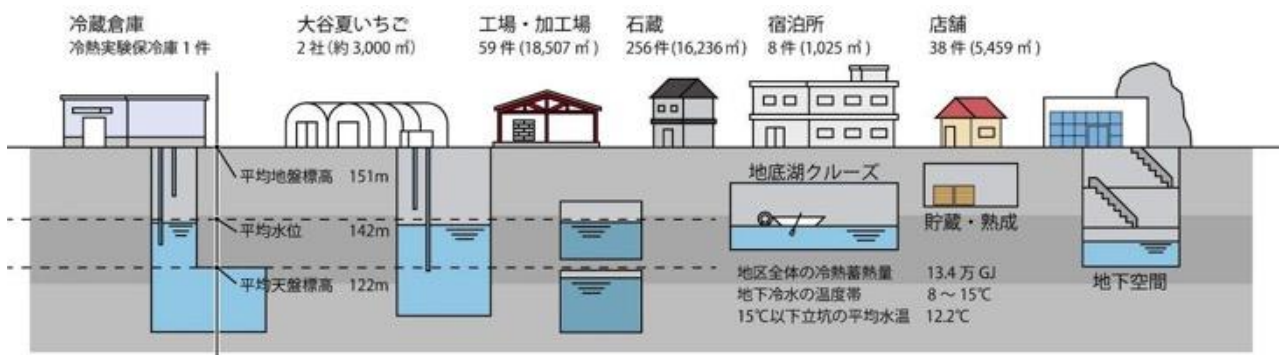 冷蔵倉庫
冷熱実験保冷庫 1 件
大谷夏いちご
2 社(約 3,000 ㎡)
工場・加工場
59 件 (18,507 ㎡)
石蔵
256件(16,236㎡)
宿泊所
8 件 (1,025 ㎡)
店舗
38 件 (5,459 ㎡)
平均地盤標高 151m
地底湖クルーズ
貯蔵・熟成
平均水位 142m
地区全体の冷熱蓄熱量 13.4 万 GJ
地下空間
平均天盤標高 122m
地下冷水の温度帯 8 ～ 15℃
15℃以下立坑の平均水温 12.2℃